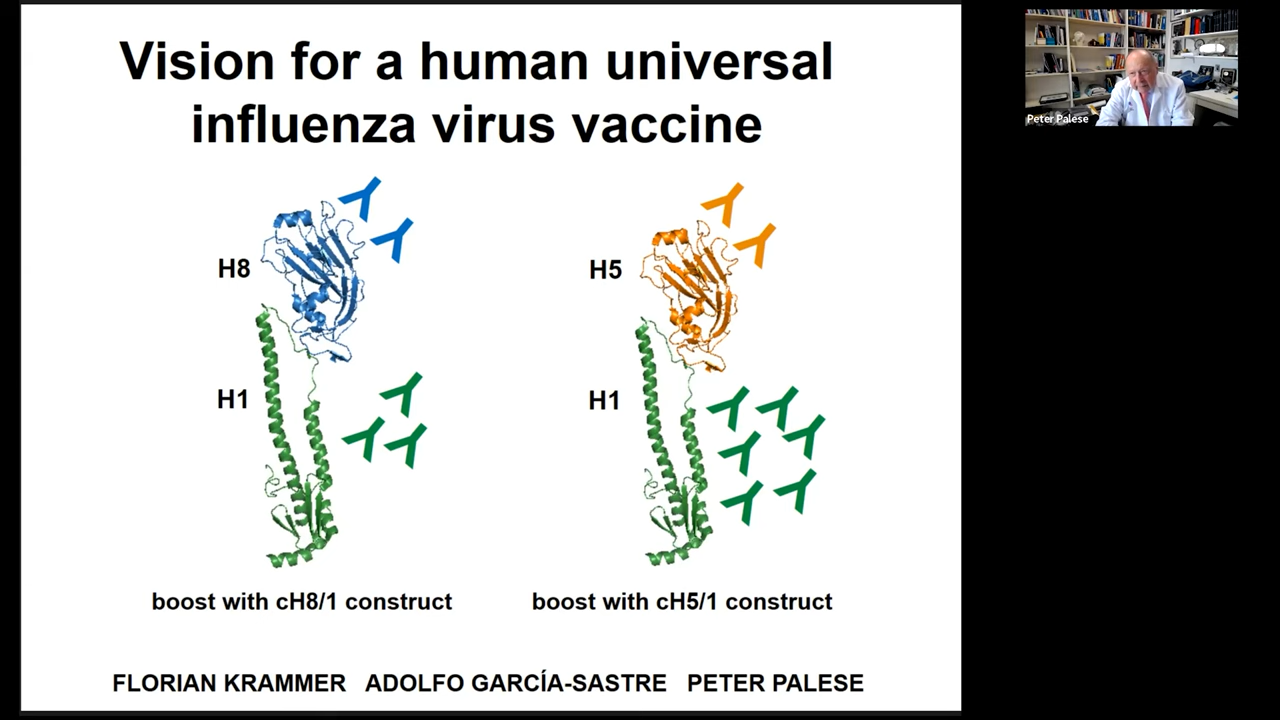 Vision for a human universal
influenza virus vaccine
H8
H5
H1
H1
boost with cH8/1 construct
boost with cH5/1 construct
FLORIAN KRAMMER ADOLFO GARCÍA-SASTRE PETER PALESE
Peter Palese